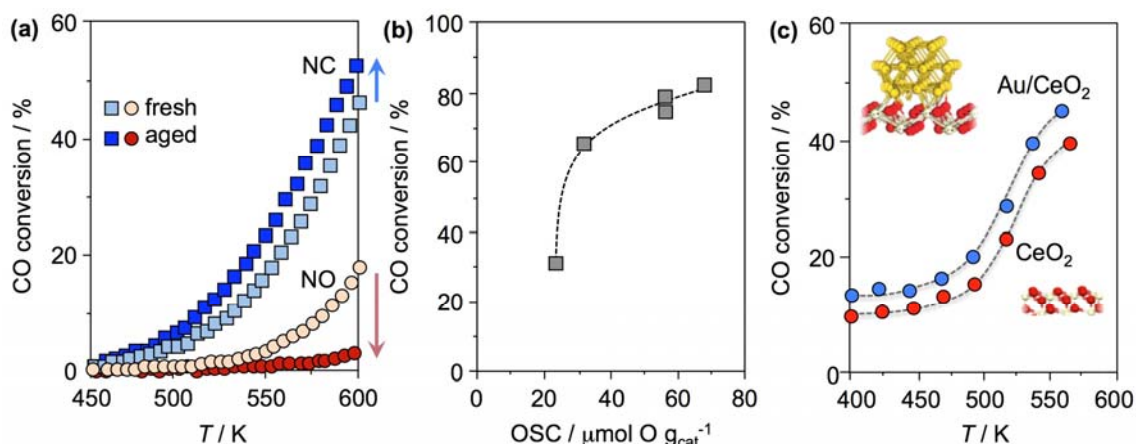 (a)
60
40
20
0
CO conversion / %
NC
fresh
aged
NO
450
500
550
600
T / K
(b)
100
80
60
40
20
0
CO conversion / %
0
20
40
60
80
OSC / μmol O gcat⁻¹
(c)
60
40
20
0
CO conversion / %
Au/CeO₂
CeO₂
400
450
500
550
600
T / K